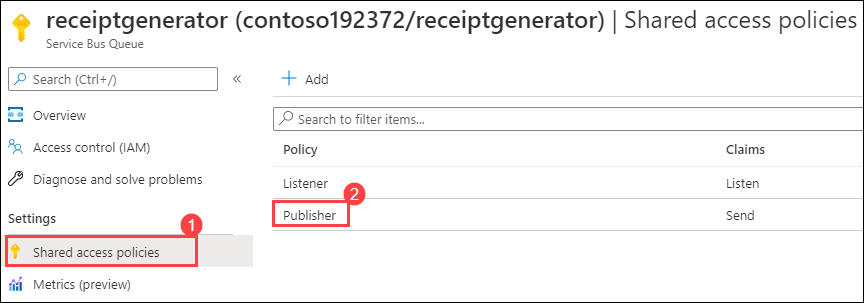 receiptgenerator (contoso192372/receiptgenerator) | Shared access policies
Service Bus Queue
Search (Ctrl+/)
«
Overview
Access control (IAM)
Diagnose and solve problems
Settings
1
Shared access policies
Metrics (preview)
+ Add
Search to filter items...
Policy Claims
Listener Listen
2
Publisher Send